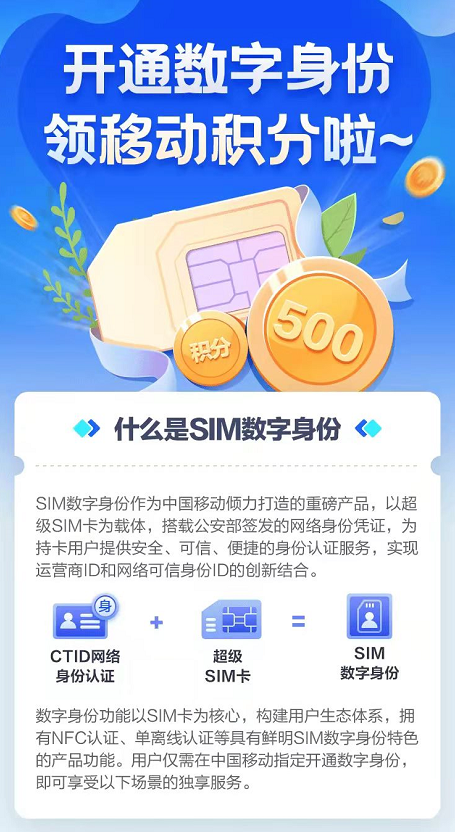 开通数字身份
领移动积分啦~
500
积分
什么是SIM数字身份
SIM数字身份作为中国移动倾力打造的重磅产品，以超
级SIM卡为载体，搭载公安部签发的网络身份凭证，为
持卡用户提供安全、可信、便捷的身份认证服务，实现
运营商ID和网络可信身份ID的创新结合。
身
+
=
CTID网络
身份认证
超级
SIM卡
SIM
数字身份
数字身份功能以SIM卡为核心，构建用户生态体系，拥
有NFC认证、单离线认证等具有鲜明SIM数字身份特色
的产品功能。用户仅需在中国移动指定开通数字身份，
即可享受以下场景的独享服务。